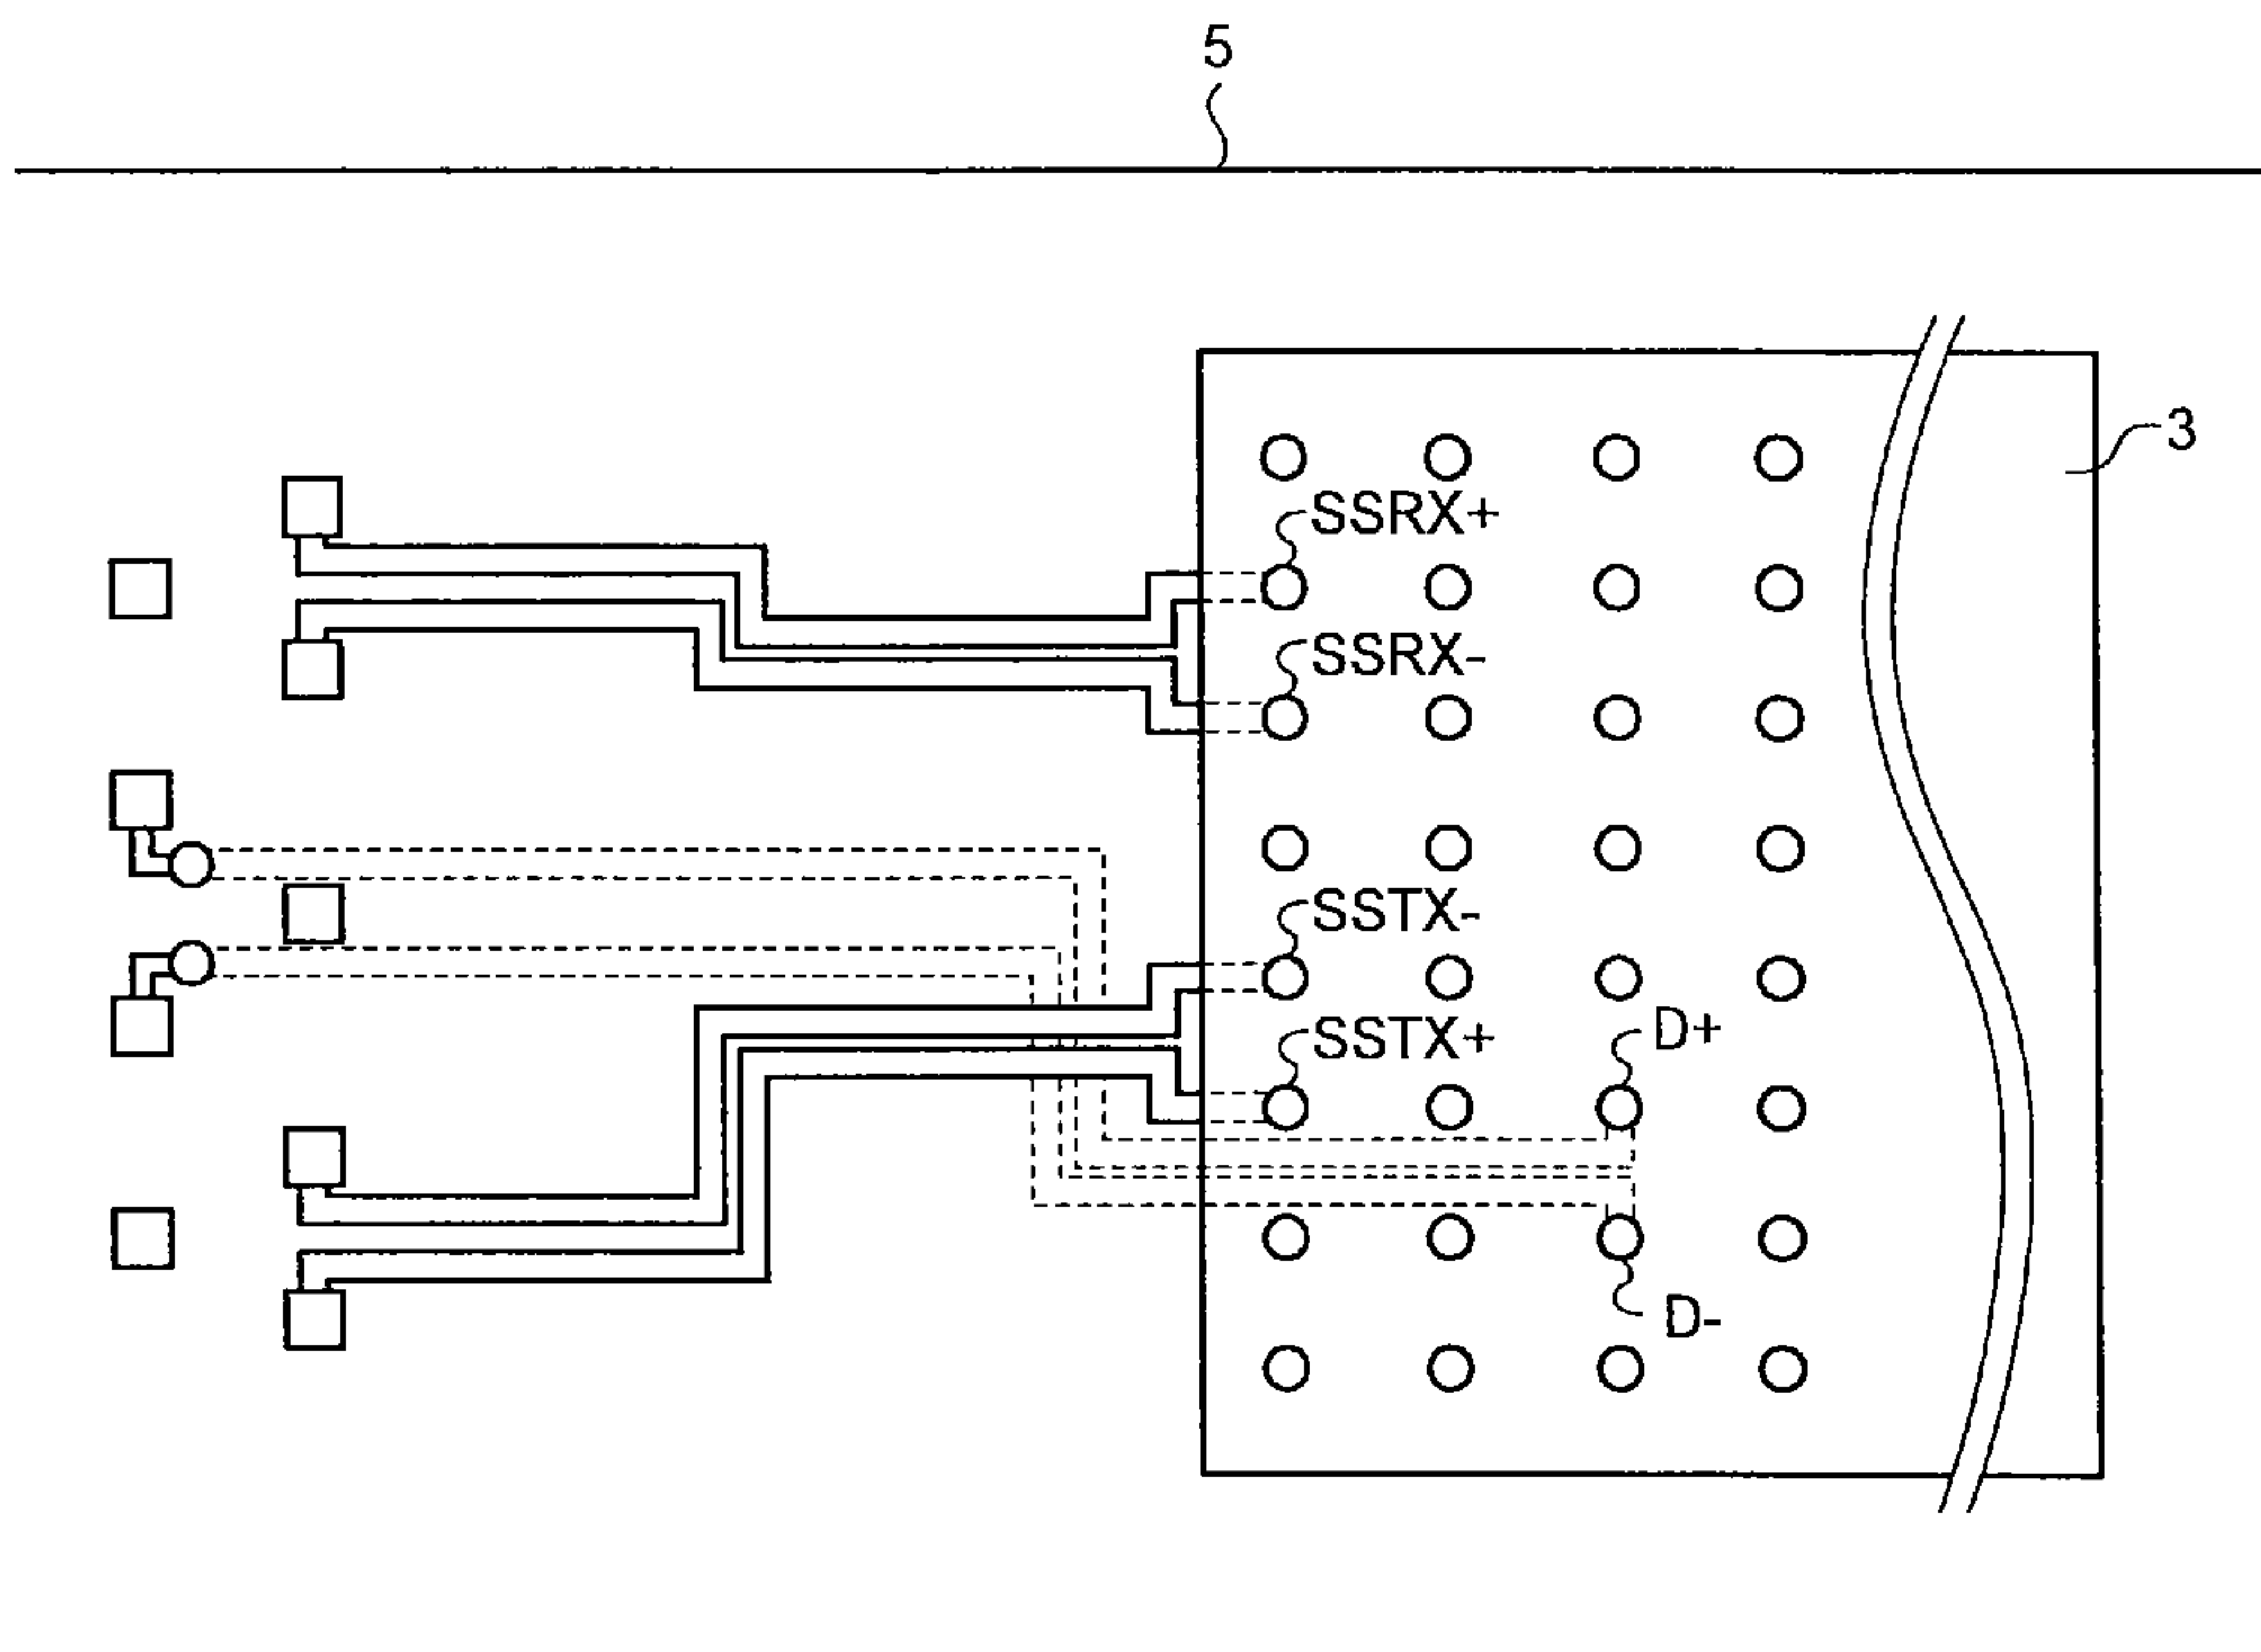 5
3
SSRX+
SSRX-
SSTX-
SSTX+
D+
D-